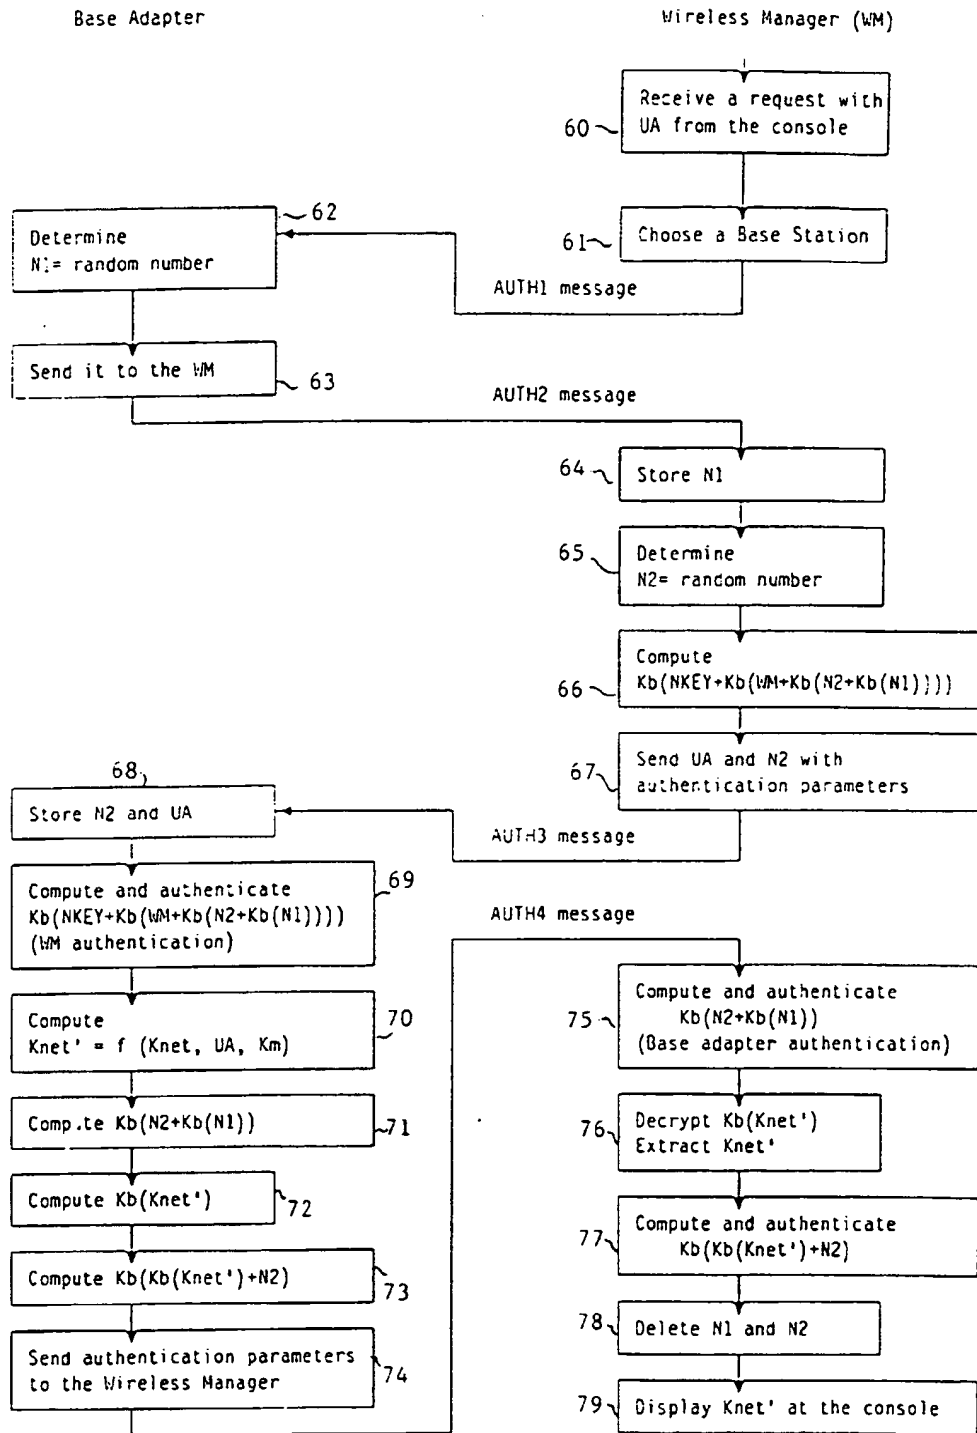 Base Adapter
Wireless Manager (WM)
Receive a request with
UA from the console
60
62
Determine
N1= random number
61
Choose a Base Station
AUTH1 message
Send it to the WM
63
AUTH2 message
64
Store N1
65
Determine
N2= random number
Compute
Kb(NKEY+Kb(WM+Kb(N2+Kb(N1))))
66
68
Store N2 and UA
67
Send UA and N2 with
authentication parameters
AUTH3 message
69
Compute and authenticate
Kb(NKEY+Kb(WM+Kb(N2+Kb(N1))))
(WM authentication)
AUTH4 message
70
Compute
Knet' = f (Knet, UA, Km)
75
Compute and authenticate
Kb(N2+Kb(N1))
(Base adapter authentication)
Comp.te Kb(N2+Kb(N1))
71
76
Decrypt Kb(Knet')
Extract Knet'
Compute Kb(Knet')
72
77
Compute and authenticate
Kb(Kb(Knet')+N2)
Compute Kb(Kb(Knet')+N2)
73
78
Delete N1 and N2
Send authentication parameters
to the Wireless Manager
74
79
Display Knet' at the console